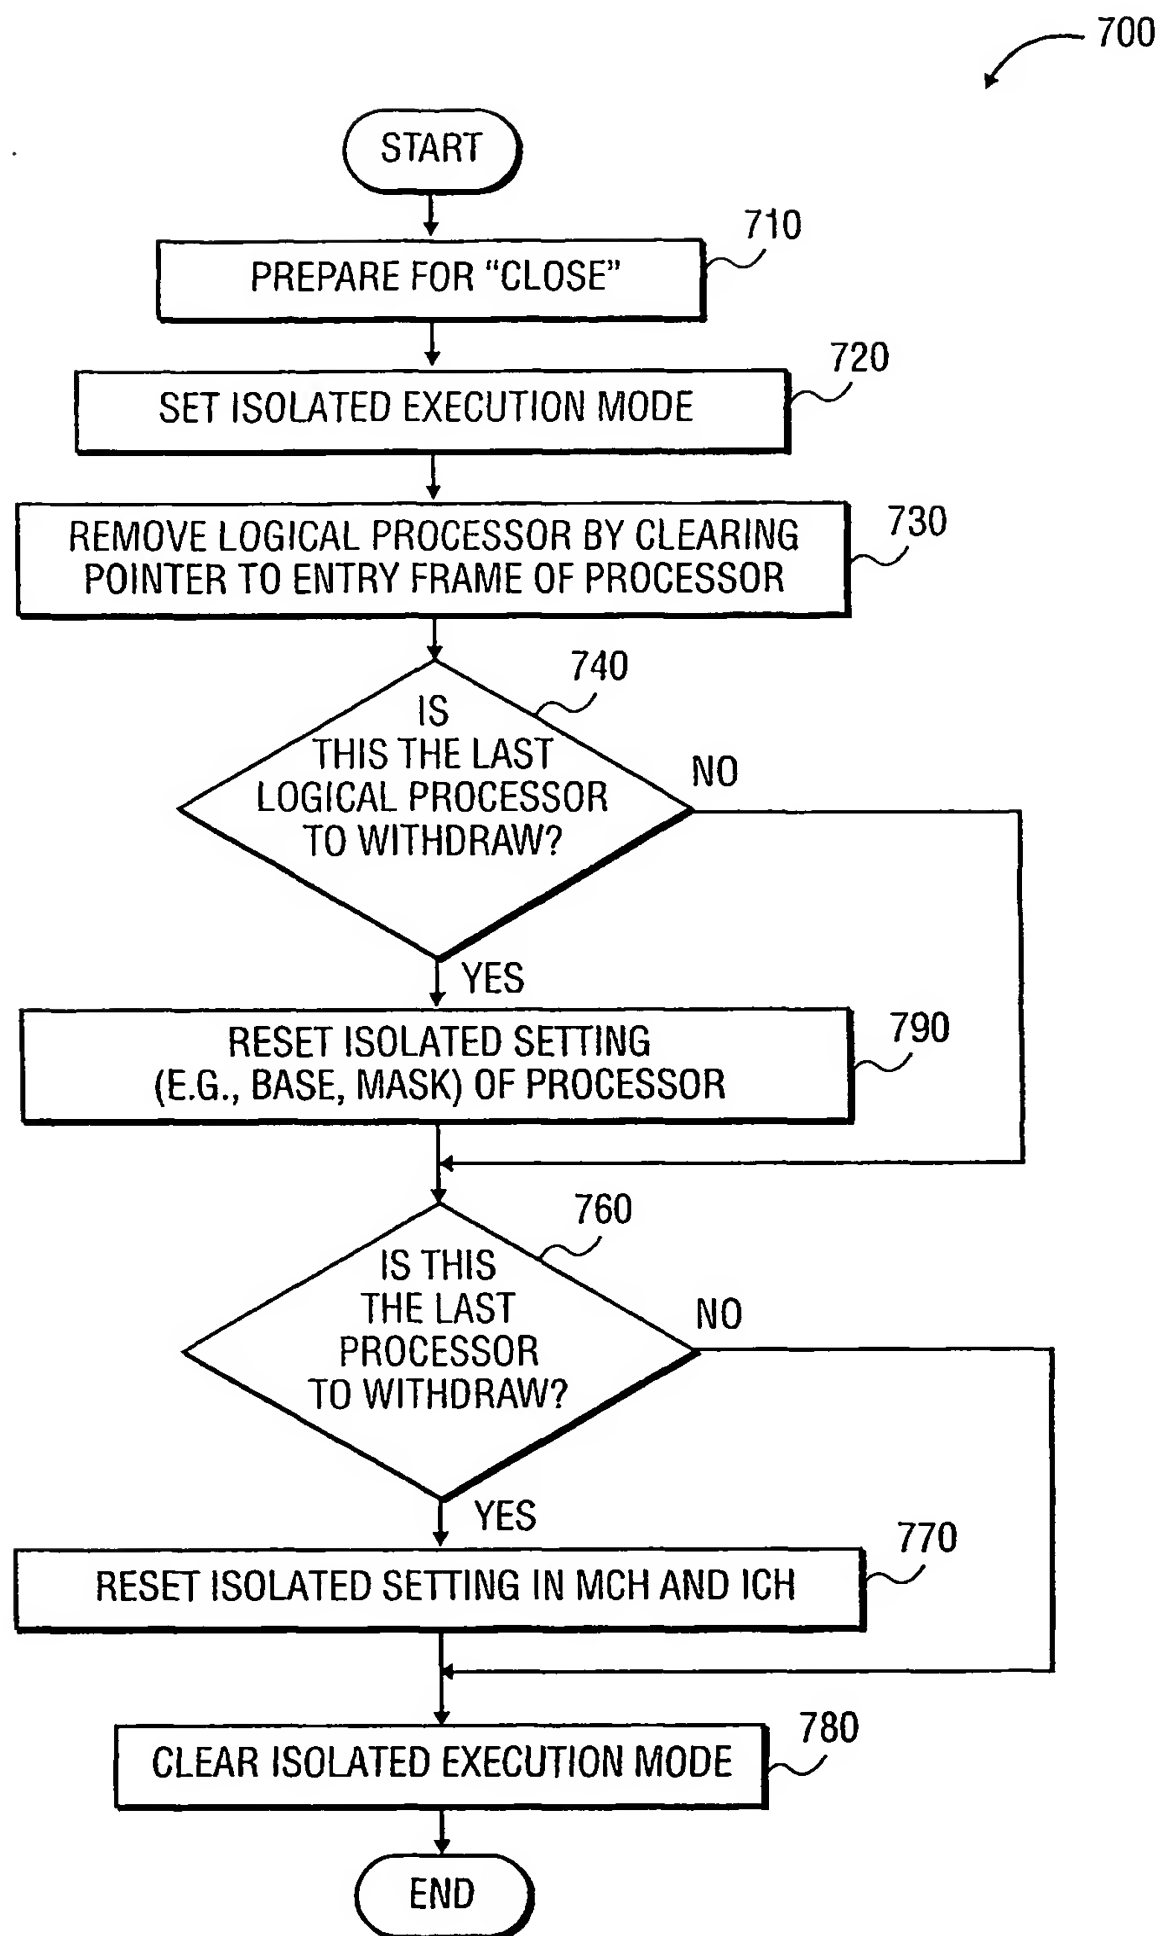 700
START
710
PREPARE FOR “CLOSE”
720
SET ISOLATED EXECUTION MODE
730
REMOVE LOGICAL PROCESSOR BY CLEARING
POINTER TO ENTRY FRAME OF PROCESSOR
740
IS
THIS THE LAST
LOGICAL PROCESSOR
TO WITHDRAW?
NO
YES
790
RESET ISOLATED SETTING
(E.G., BASE, MASK) OF PROCESSOR
760
IS THIS
THE LAST
PROCESSOR
TO WITHDRAW?
NO
YES
770
RESET ISOLATED SETTING IN MCH AND ICH
780
CLEAR ISOLATED EXECUTION MODE
END